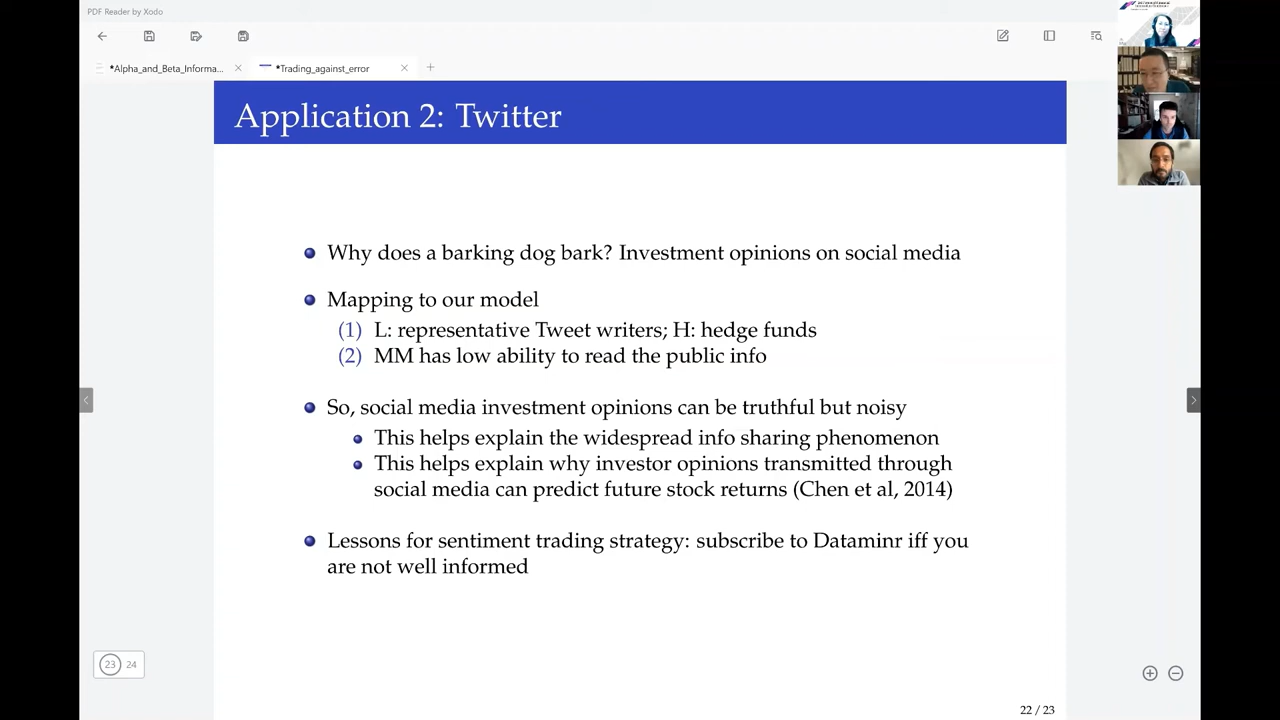 PDF Reader by Xodo
*Alpha_and_Beta_Informa...
*Trading_against_error
Application 2: Twitter
Why does a barking dog bark? Investment opinions on social media
Mapping to our model
(1) L: representative Tweet writers; H: hedge funds
(2) MM has low ability to read the public info
So, social media investment opinions can be truthful but noisy
This helps explain the widespread info sharing phenomenon
This helps explain why investor opinions transmitted through
social media can predict future stock returns (Chen et al, 2014)
Lessons for sentiment trading strategy: subscribe to Dataminr iff you
are not well informed
23 24
22 / 23